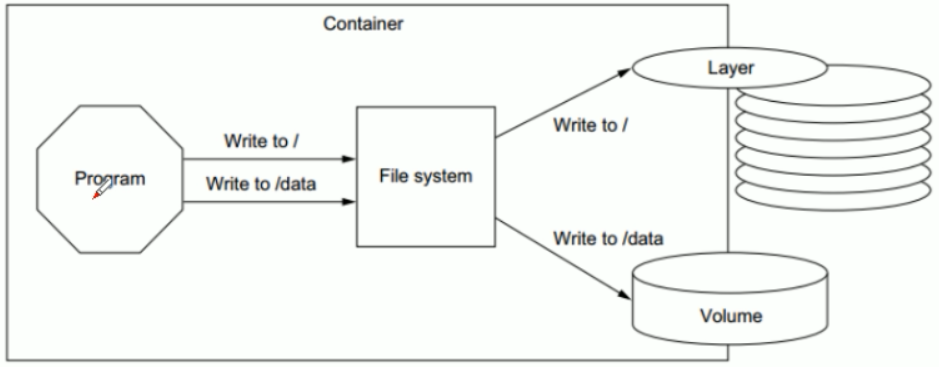 Container
Layer
Write to /
Write to /
Program
File system
Write to /data
Write to /data
Volume